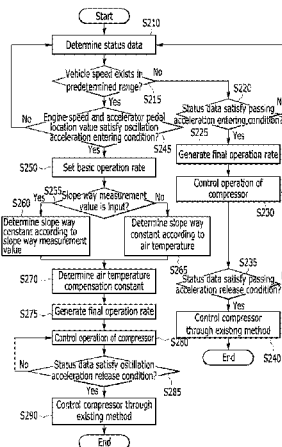 Start
S210
Determine status data
Vehicle speed exists in
predetermined range?
No
S215
Yes
S220
Status data satisfy passing
acceleration entering condition?
No
Engine speed and accelerator pedal
location value satisfy oscillation
acceleration entering condition?
No
S245
Yes
S225
Yes
Generate final operation rate
S250
Set basic operation rate
Control operation of
compressor
S230
S255
Slope way measurement
value is input?
S260
Yes
No
Determine slope way
constant according to
slope way measurement
value
Determine slope way
constant according to
air temperature
S265
S235
Status data satisfy passing
acceleration release condition?
S270
Determine air temperature
compensation constant
Yes
S275
Generate final operation rate
Control compressor
through existing method
S240
Control operation of compressor
S280
End
No
Status data satisfy oscillation
acceleration release condition?
S285
Yes
S290
Control compressor through
existing method
End